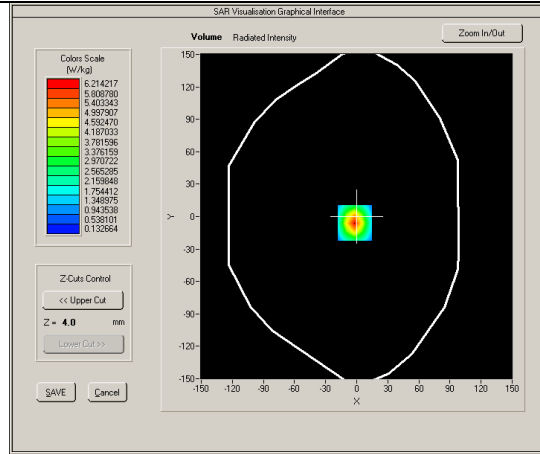 SAR Visualisation Graphical Interface
Volume Radiated Intensity
Zoom In/Out
Colors Scale
(W/kg)
6.214217
5.808780
5.403343
4.997907
4.592470
4.187033
3.781596
3.376159
2.970722
2.565285
2.159848
1.754412
1.348975
0.943538
0.538101
0.132664
Z-Cuts Control
<< Upper Cut
Z = 4.0 mm
Lower Cut >>
SAVE Cancel
150-
120-
90-
60-
30-
Y 0-
-30-
-60-
-90-
-120-
-150-
-150 -120 -90 -60 -30 0 30 60 90 120 150
X